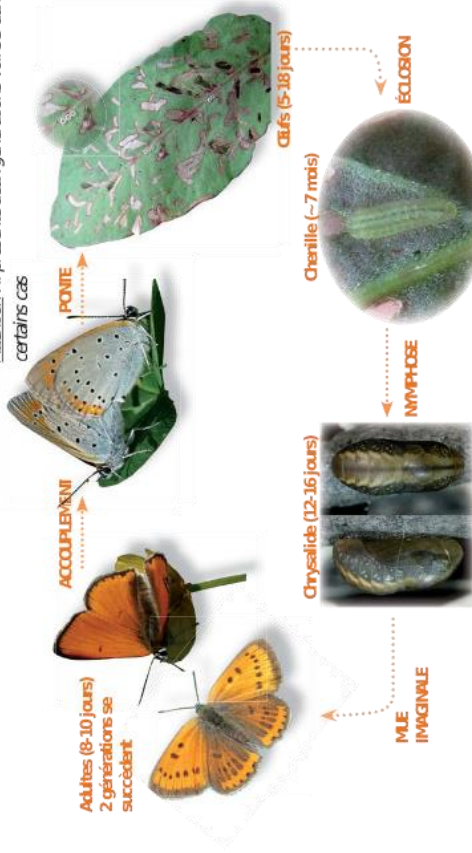 certains cas
ACCOUPLEMENT
PONTE
Adultes (8-10 jours)
2 générations se
succèdent
Œufs (5-18 jours)
MUE
IMAGINALE
Chrysalide (12-16 jours)
NYMPHOSE
Chenille (~7 mois)
ÉCLOSION